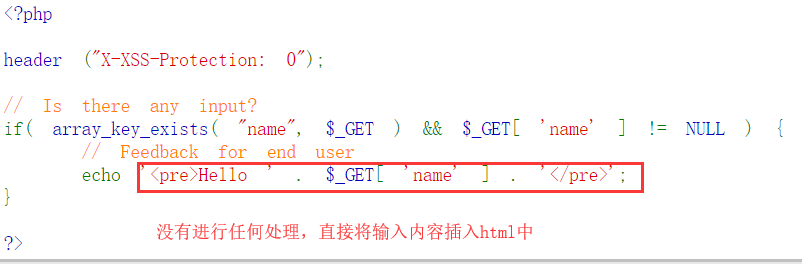 <?php
header ("X-XSS-Protection: 0");
// Is there any input?
if( array_key_exists( "name", $_GET ) && $_GET[ 'name' ] != NULL ) {
// Feedback for end user
echo '<pre>Hello ' . $_GET[ 'name' ] . '</pre>';
}
没有进行任何处理，直接将输入内容插入html中
?>